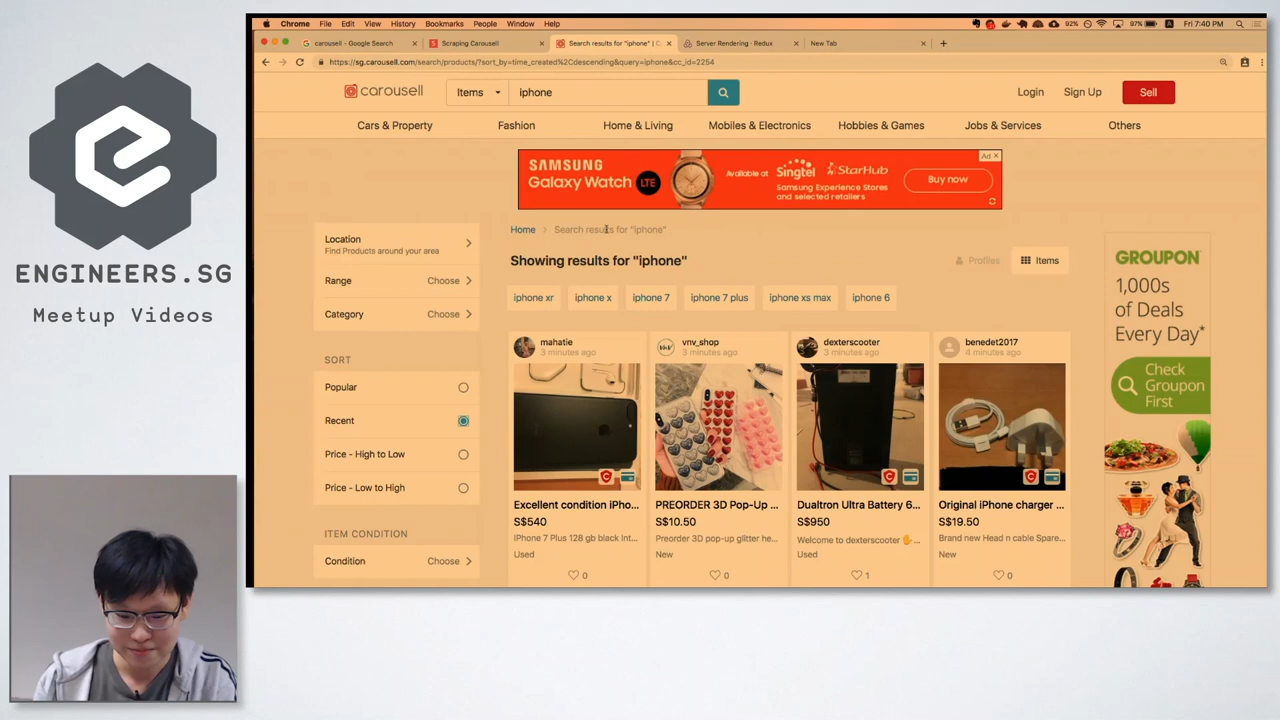 Chrome File Edit View History Bookmarks People Window Help
92% 97% Fri 7:40 PM
carousell - Google Search
Scraping Carousell
Search results for "iphone" | C
Server Rendering · Redux
New Tab
https://sg.carousell.com/search/products/?sort_by=time_created%2Cdescending&query=iphone&cc_id=2254
carousell
Items
iphone
Login
Sign Up
Sell
Cars & Property
Fashion
Home & Living
Mobiles & Electronics
Hobbies & Games
Jobs & Services
Others
SAMSUNG
Galaxy Watch LTE
Available at Singtel StarHub
Samsung Experience Stores
and selected retailers
Buy now
Ad
Home > Search results for "iphone"
Showing results for "iphone"
Profiles
Items
iphone xr
iphone x
iphone 7
iphone 7 plus
iphone xs max
iphone 6
Location
Find Products around your area
Range Choose
Category Choose
SORT
Popular
Recent
Price - High to Low
Price - Low to High
ITEM CONDITION
Condition Choose
mahatie
3 minutes ago
Excellent condition iPho...
S$540
iPhone 7 Plus 128 gb black Int...
Used
0
vnv_shop
3 minutes ago
PREORDER 3D Pop-Up ...
S$10.50
Preorder 3D pop-up glitter he...
New
0
dexterscooter
3 minutes ago
Dualtron Ultra Battery 6...
S$950
Welcome to dexterscooter ✋...
Used
1
benedet2017
4 minutes ago
Original iPhone charger ...
S$19.50
Brand new Head n cable Spare...
New
0
GROUPON
1,000s
of Deals
Every Day*
Check
Groupon
First
ENGINEERS.SG
Meetup Videos